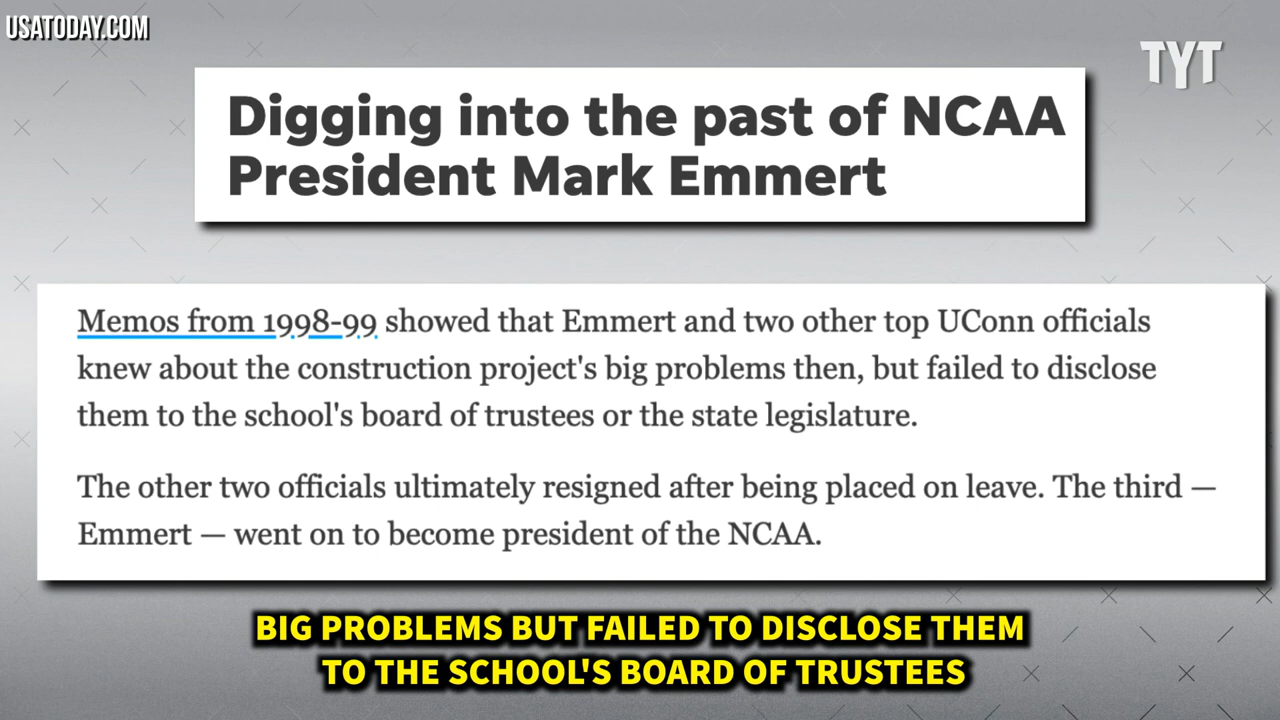 USATODAY.COM
TYT
Digging into the past of NCAA
President Mark Emmert
Memos from 1998-99 showed that Emmert and two other top UConn officials
knew about the construction project's big problems then, but failed to disclose
them to the school's board of trustees or the state legislature.
The other two officials ultimately resigned after being placed on leave. The third —
Emmert — went on to become president of the NCAA.
BIG PROBLEMS BUT FAILED TO DISCLOSE THEM
TO THE SCHOOL'S BOARD OF TRUSTEES